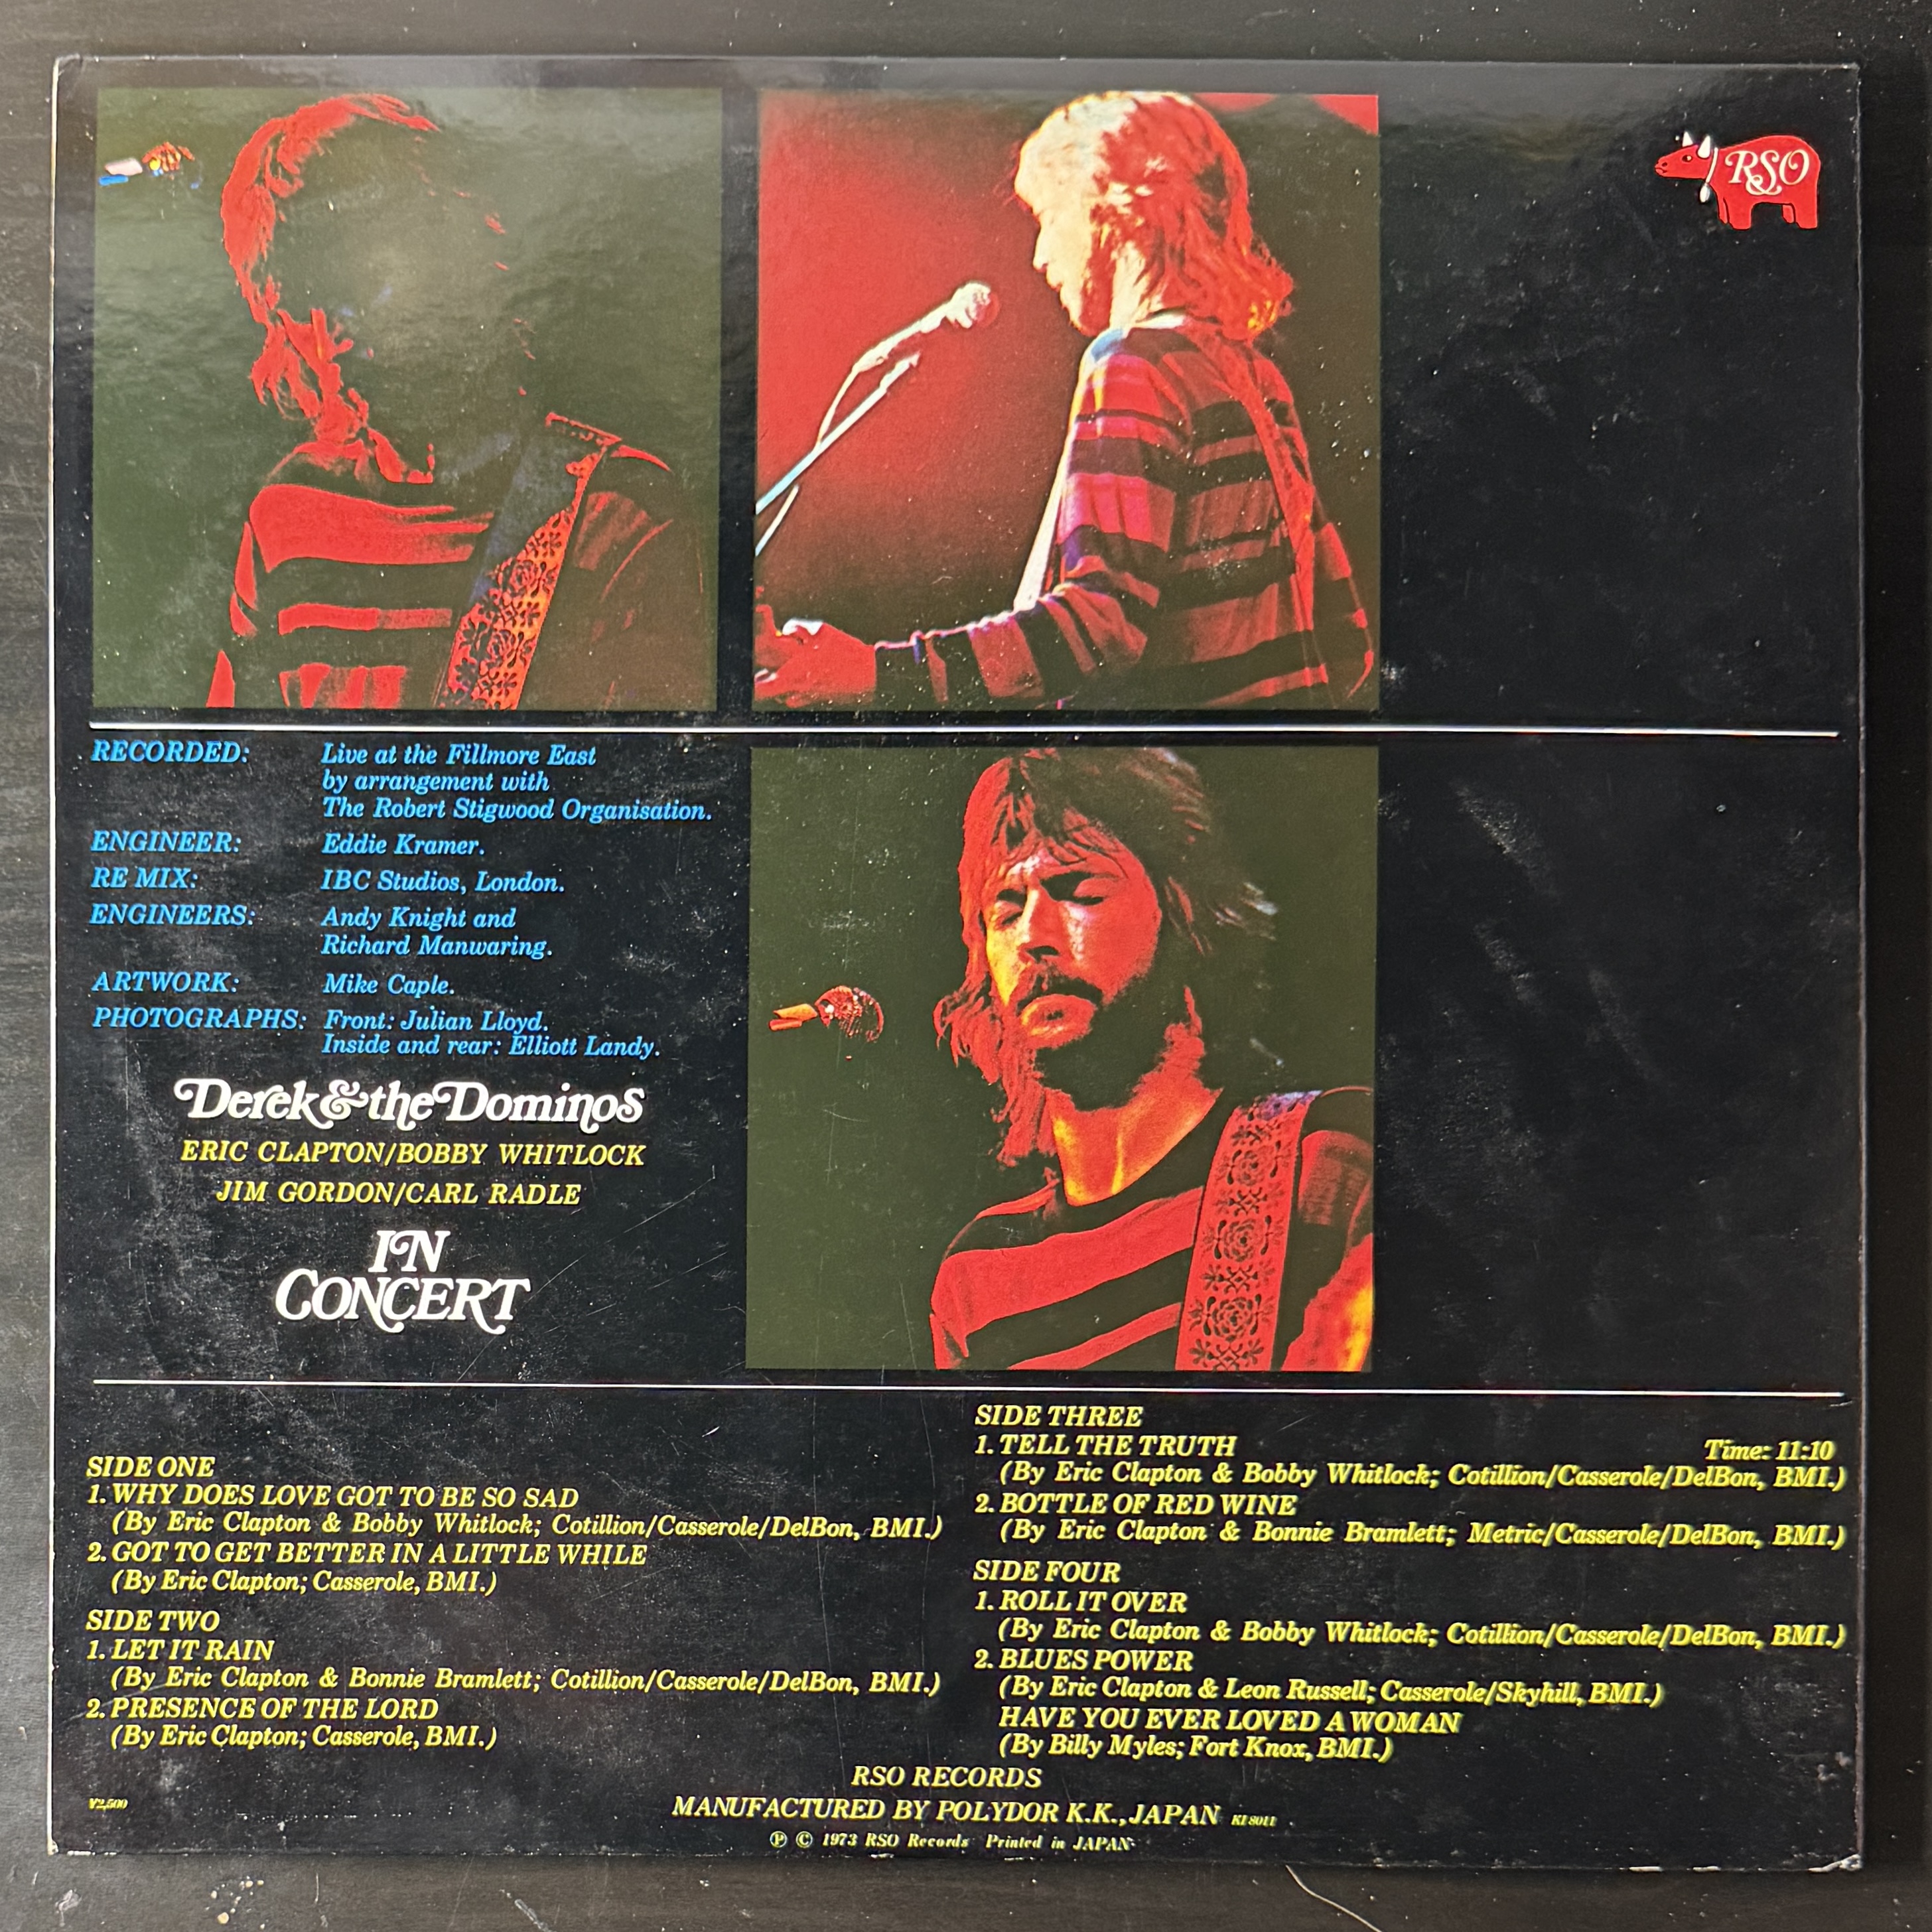 RSO
RECORDED: Live at the Fillmore East
by arrangement with
The Robert Stigwood Organisation.
ENGINEER: Eddie Kramer.
RE MIX: IBC Studios, London.
ENGINEERS: Andy Knight and
Richard Manwaring.
ARTWORK: Mike Caple.
PHOTOGRAPHS: Front: Julian Lloyd.
Inside and rear: Elliott Landy.
Derek & the Dominos
ERIC CLAPTON/BOBBY WHITLOCK
JIM GORDON/CARL RADLE
IN
CONCERT
SIDE ONE
1. WHY DOES LOVE GOT TO BE SO SAD
(By Eric Clapton & Bobby Whitlock; Cotillion/Casserole/DelBon, BMI.)
2. GOT TO GET BETTER IN A LITTLE WHILE
(By Eric Clapton; Casserole, BMI.)
SIDE TWO
1. LET IT RAIN
(By Eric Clapton & Bonnie Bramlett; Cotillion/Casserole/DelBon, BMI.)
2. PRESENCE OF THE LORD
(By Eric Clapton; Casserole, BMI.)
SIDE THREE
1. TELL THE TRUTH Time: 11:10
(By Eric Clapton & Bobby Whitlock; Cotillion/Casserole/DelBon, BMI.)
2. BOTTLE OF RED WINE
(By Eric Clapton & Bonnie Bramlett; Metric/Casserole/DelBon, BMI.)
SIDE FOUR
1. ROLL IT OVER
(By Eric Clapton & Bobby Whitlock; Cotillion/Casserole/DelBon, BMI.)
2. BLUES POWER
(By Eric Clapton & Leon Russell; Casserole/Skyhill, BMI.)
HAVE YOU EVER LOVED A WOMAN
(By Billy Myles; Fort Knox, BMI.)
RSO RECORDS
¥2,500
MANUFACTURED BY POLYDOR K.K., JAPAN
Ⓟ © 1973 RSO Records Printed in JAPAN